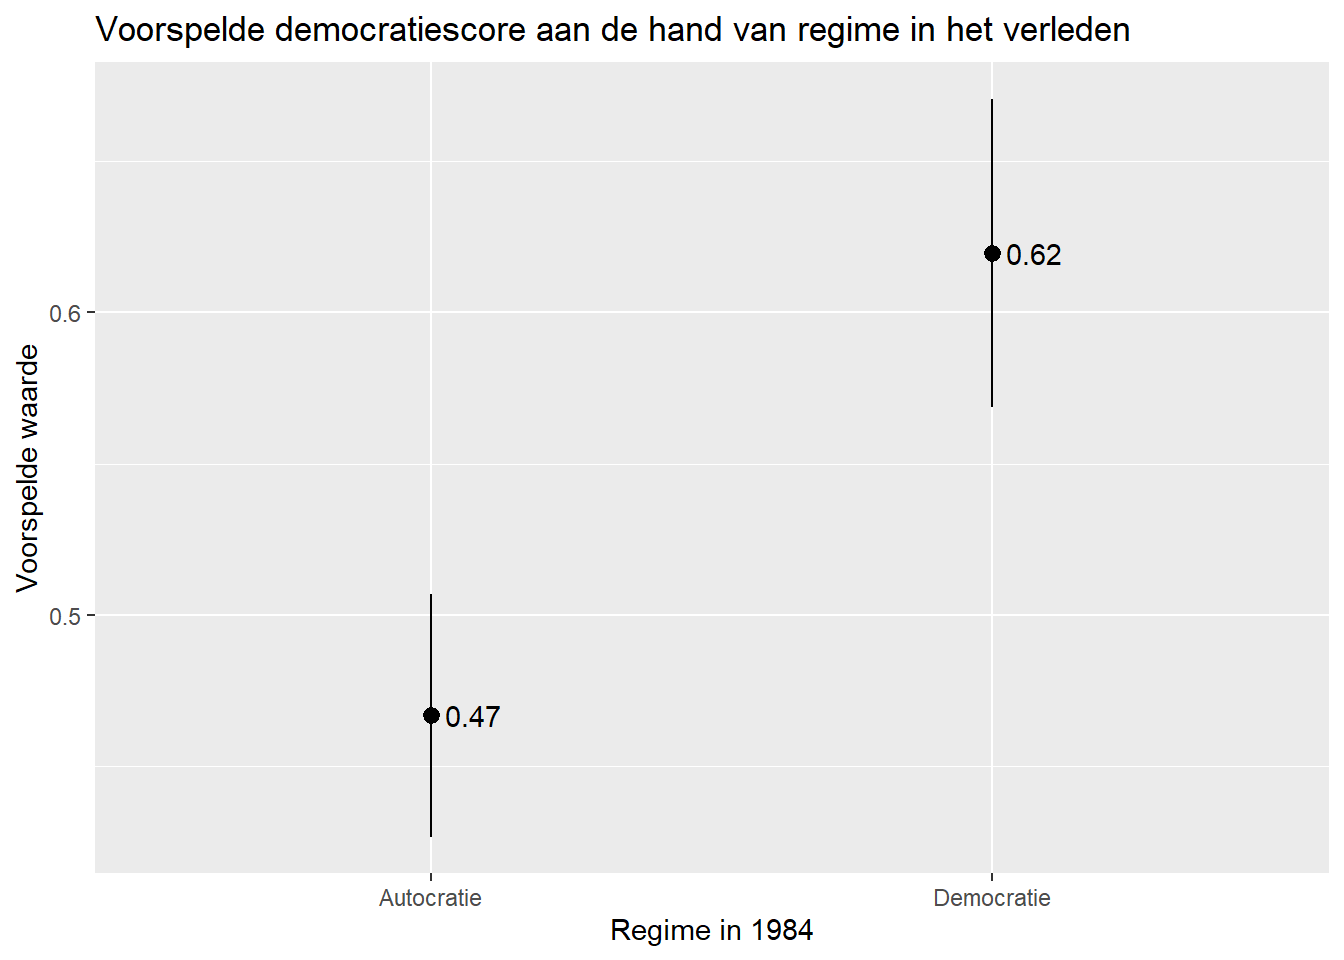 Voorspelde democratiescore aan de hand van regime in het verleden
0.62
0.6
Voorspelde waarde
0.5
0.47
Autocratie
Democratie
Regime in 1984